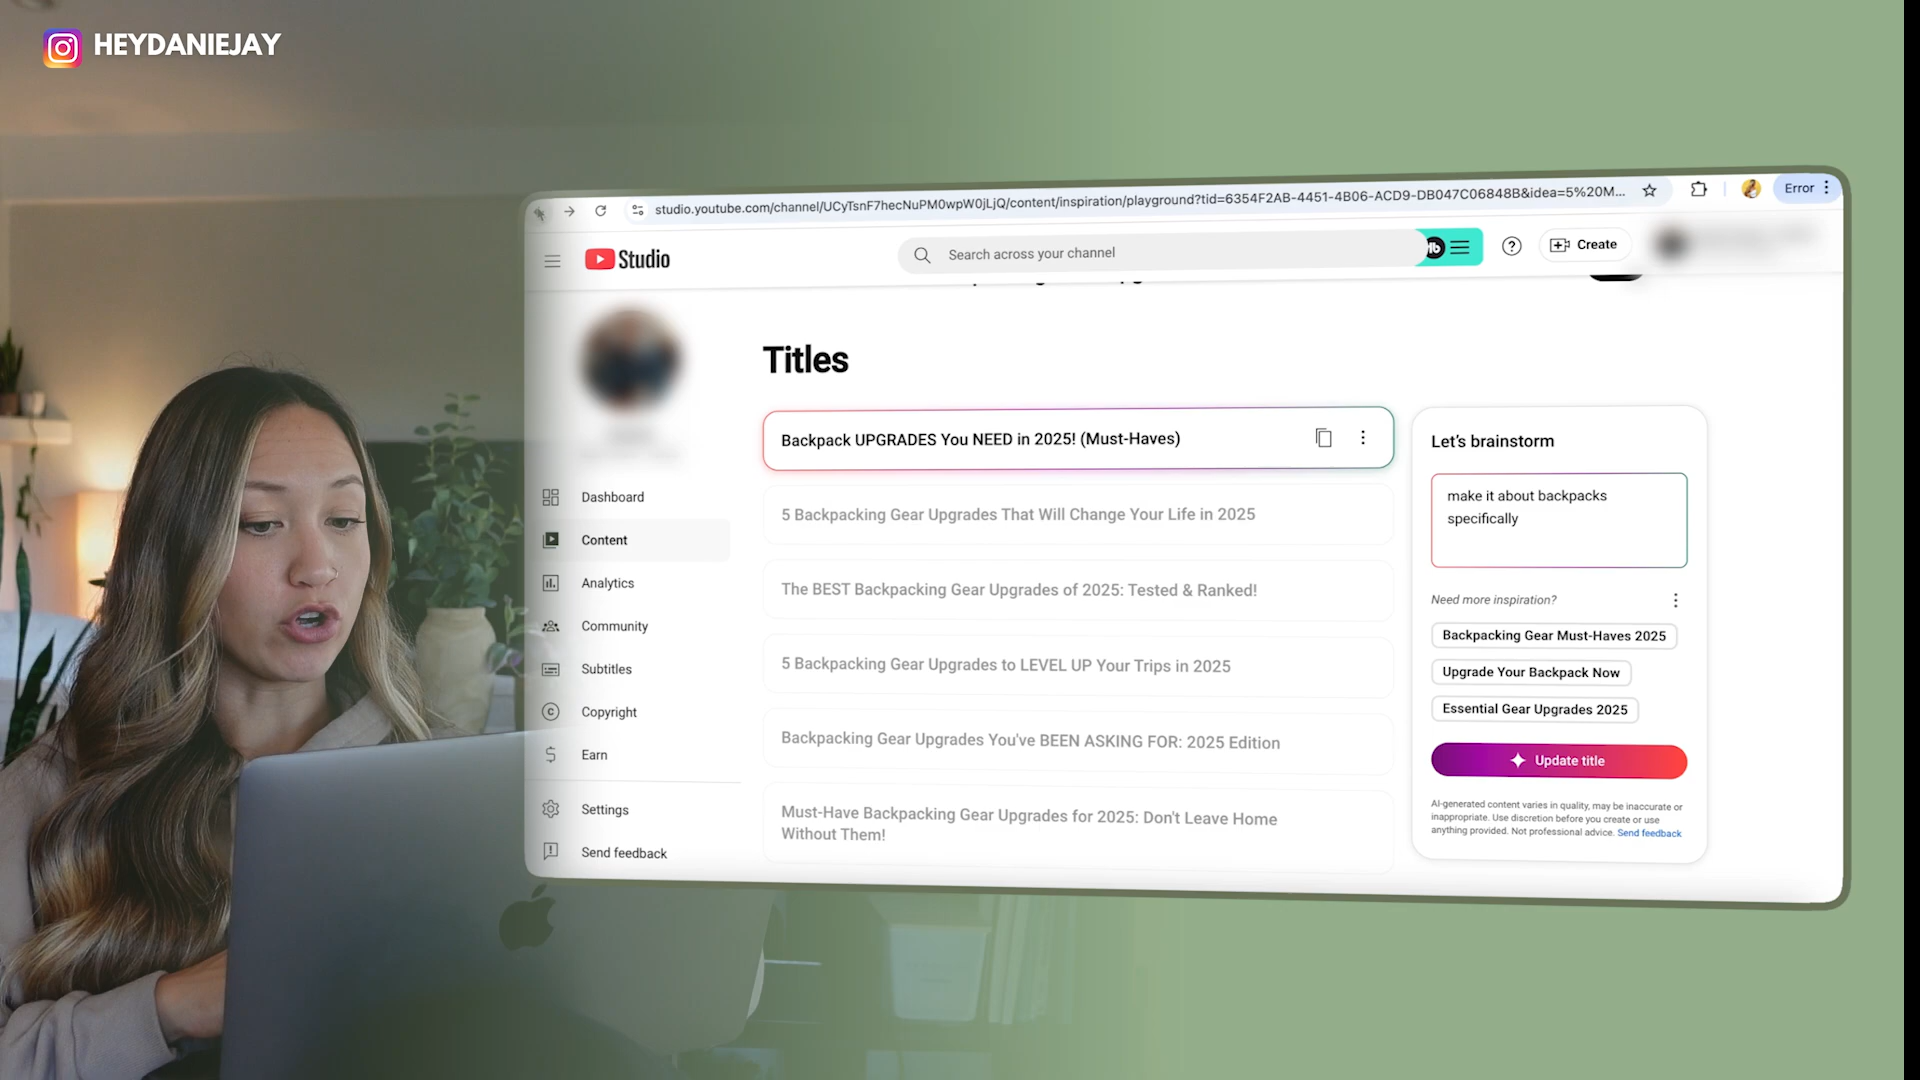 HEYDANIEJAY
studio.youtube.com/channel/UCyTsnF7hecNuPM0wpW0jLjQ/content/inspiration/playground?tid=6354F2AB-4451-4B06-ACD9-DB047C06848B&idea=5%20M...
Error
Studio
Search across your channel
Create
Titles
Backpack UPGRADES You NEED in 2025! (Must-Haves)
5 Backpacking Gear Upgrades That Will Change Your Life in 2025
The BEST Backpacking Gear Upgrades of 2025: Tested & Ranked!
5 Backpacking Gear Upgrades to LEVEL UP Your Trips in 2025
Backpacking Gear Upgrades You've BEEN ASKING FOR: 2025 Edition
Must-Have Backpacking Gear Upgrades for 2025: Don't Leave Home
Without Them!
Dashboard
Content
Analytics
Community
Subtitles
Copyright
Earn
Settings
Send feedback
Let's brainstorm
make it about backpacks
specifically
Need more inspiration?
Backpacking Gear Must-Haves 2025
Upgrade Your Backpack Now
Essential Gear Upgrades 2025
Update title
AI-generated content varies in quality, may be inaccurate or
inappropriate. Use discretion before you create or use
anything provided. Not professional advice. Send feedback